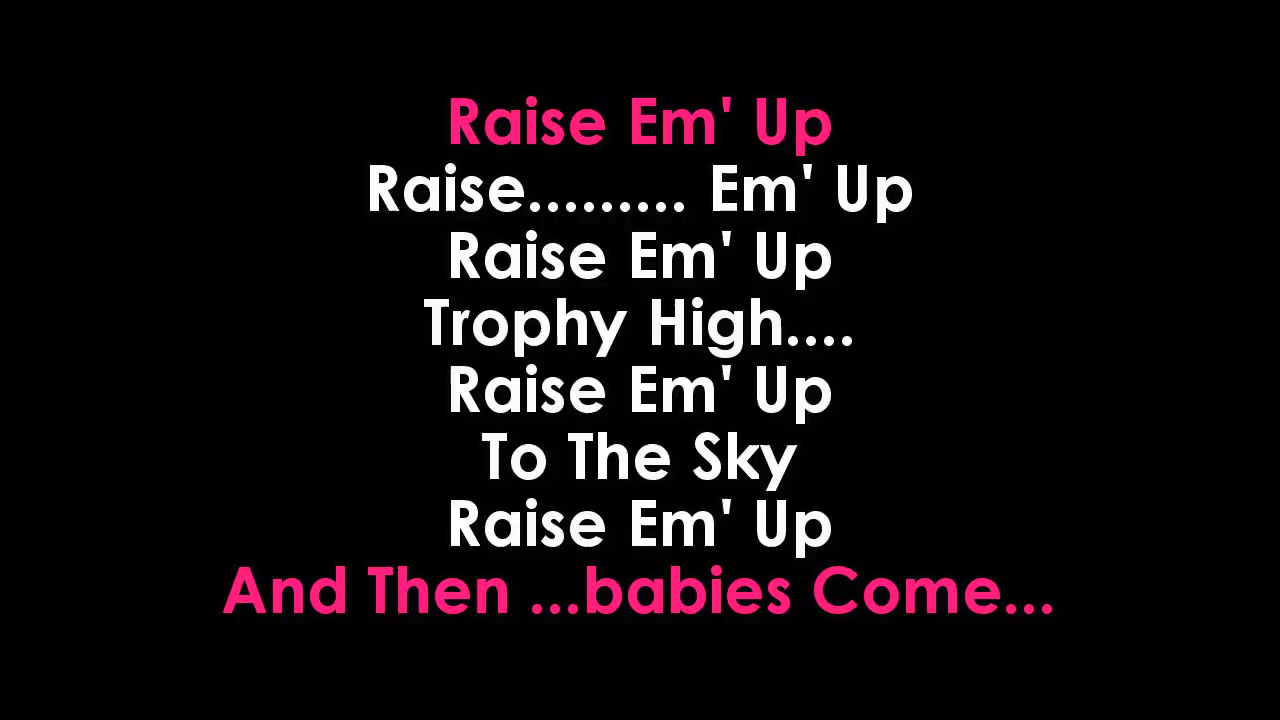 Raise Em' Up
Raise......... Em' Up
Raise Em' Up
Trophy High....
Raise Em' Up
To The Sky
Raise Em' Up
And Then ...babies Come...